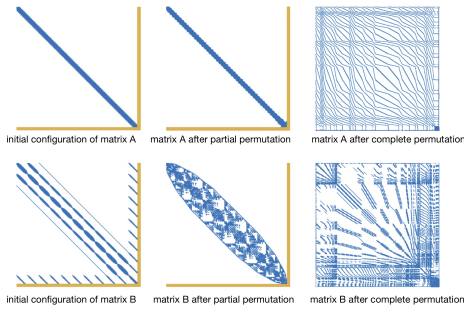 initial configuration of matrix A
matrix A after partial permutation
matrix A after complete permutation
initial configuration of matrix B
matrix B after partial permutation
matrix B after complete permutation